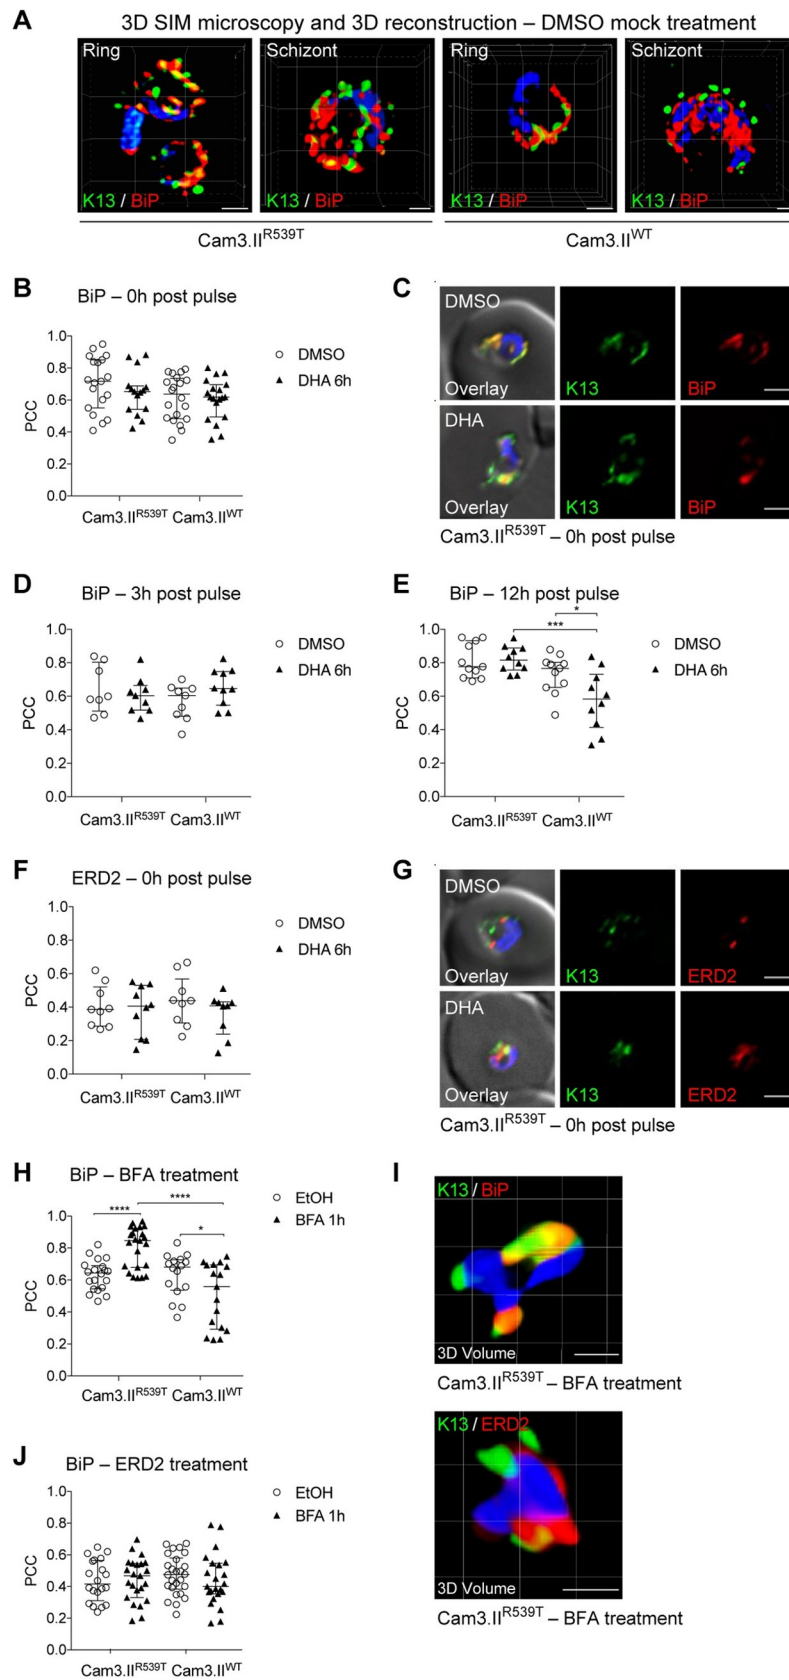 A
3D SIM microscopy and 3D reconstruction – DMSO mock treatment
Ring
Schizont
Ring
Schizont
K13 / BiP
K13 / BiP
K13 / BiP
K13 / BiP
Cam3.II^R539T
Cam3.II^WT
B
BiP – 0h post pulse
DMSO
DHA 6h
PCC
1.0
0.8
0.6
0.4
0.2
0.0
Cam3.II^R539T Cam3.II^WT
C
DMSO
Overlay
K13
BiP
DHA
Overlay
K13
BiP
Cam3.II^R539T – 0h post pulse
D
BiP – 3h post pulse
DMSO
DHA 6h
PCC
1.0
0.8
0.6
0.4
0.2
0.0
Cam3.II^R539T Cam3.II^WT
E
BiP – 12h post pulse
*
***
DMSO
DHA 6h
PCC
1.0
0.8
0.6
0.4
0.2
0.0
Cam3.II^R539T Cam3.II^WT
F
ERD2 – 0h post pulse
DMSO
DHA 6h
PCC
1.0
0.8
0.6
0.4
0.2
0.0
Cam3.II^R539T Cam3.II^WT
G
DMSO
Overlay
K13
ERD2
DHA
Overlay
K13
ERD2
Cam3.II^R539T – 0h post pulse
H
BiP – BFA treatment
****
****
*
EtOH
BFA 1h
PCC
1.0
0.8
0.6
0.4
0.2
0.0
Cam3.II^R539T Cam3.II^WT
I
K13 / BiP
3D Volume
Cam3.II^R539T – BFA treatment
K13 / ERD2
3D Volume
Cam3.II^R539T – BFA treatment
J
BiP – ERD2 treatment
EtOH
BFA 1h
PCC
1.0
0.8
0.6
0.4
0.2
0.0
Cam3.II^R539T Cam3.II^WT